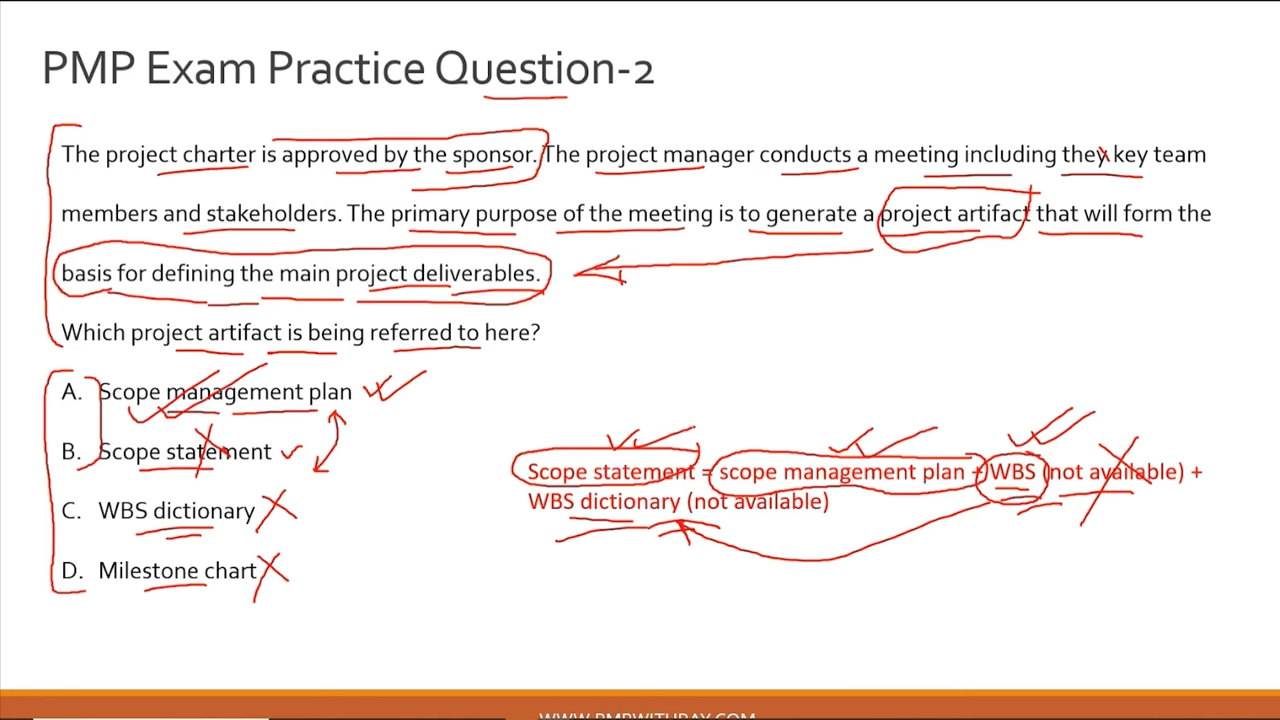 PMP Exam Practice Question-2
The project charter is approved by the sponsor. The project manager conducts a meeting including they key team
members and stakeholders. The primary purpose of the meeting is to generate a project artifact that will form the
basis for defining the main project deliverables.
Which project artifact is being referred to here?
A. Scope management plan
B. Scope statement
C. WBS dictionary
D. Milestone chart
Scope statement = scope management plan + WBS (not available) +
WBS dictionary (not available)
WWW.PMPWITHRAY.COM